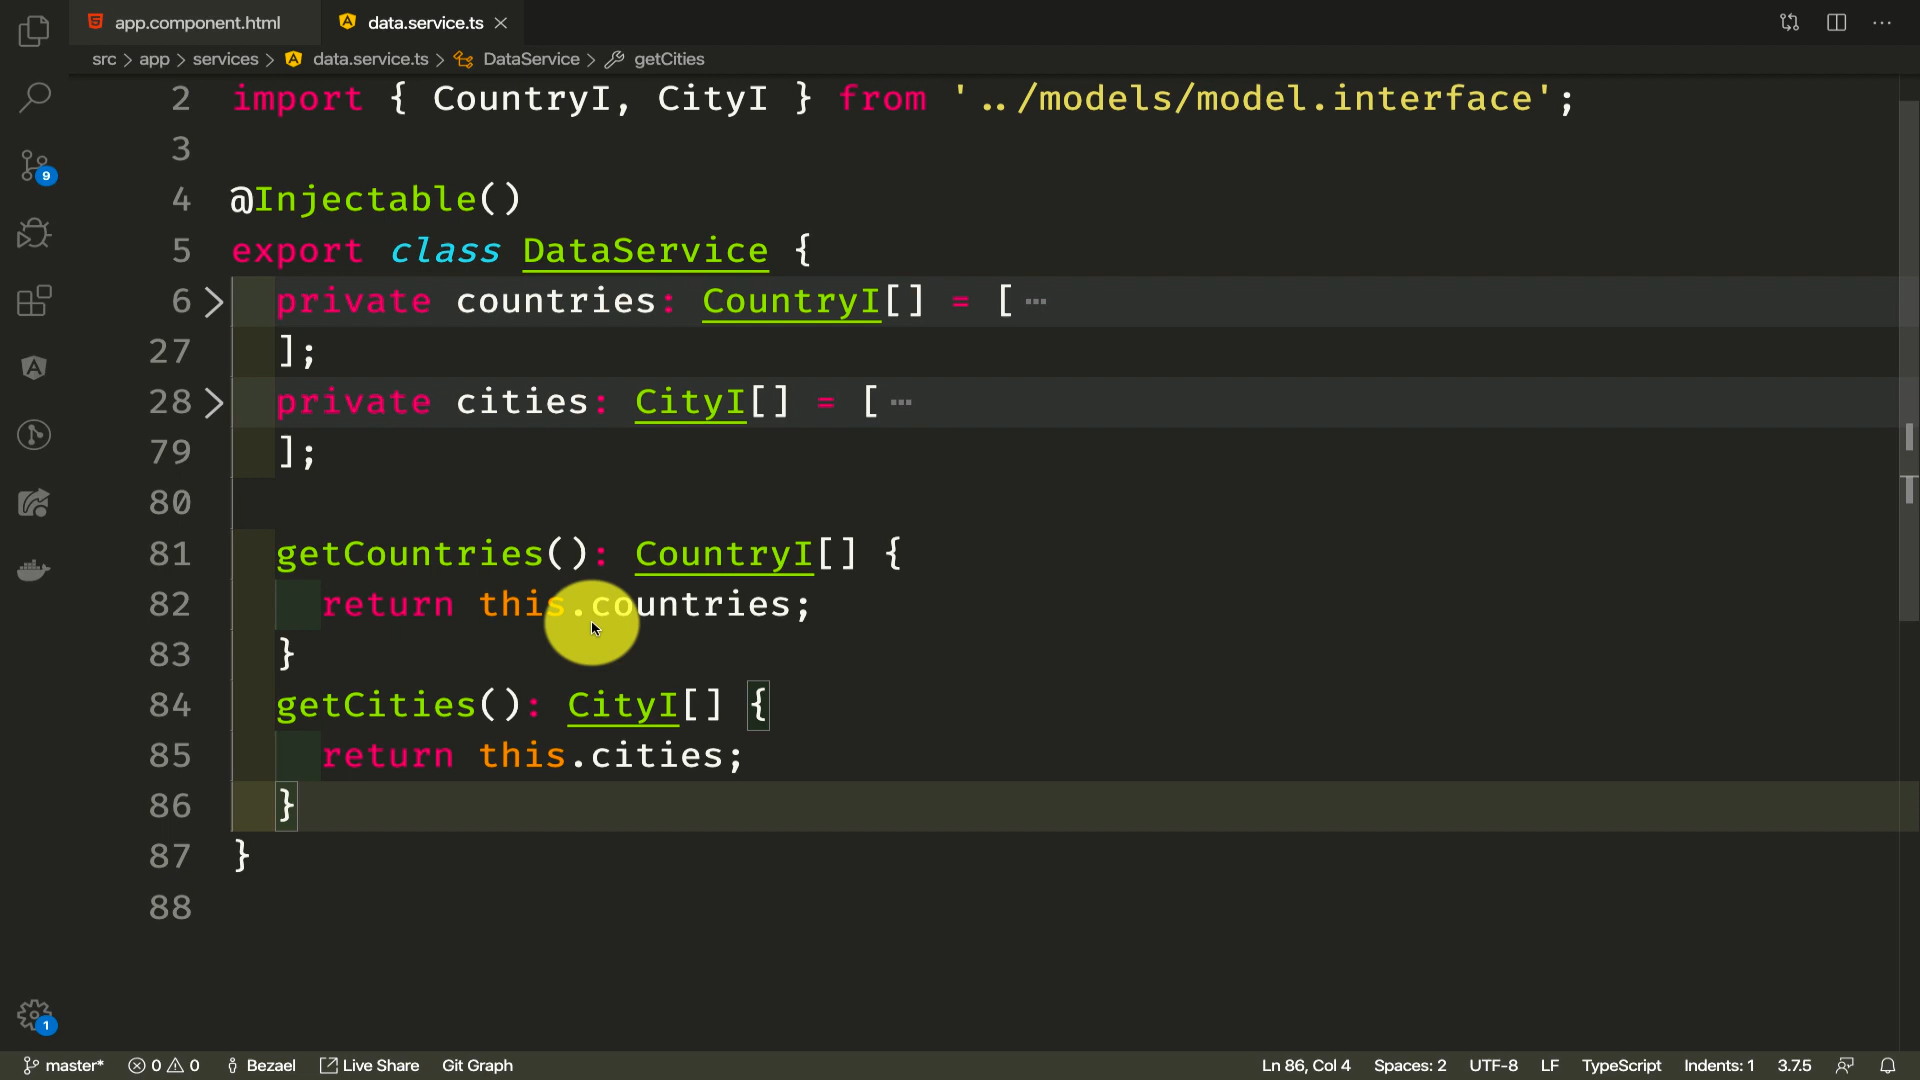 app.component.html
data.service.ts
src > app > services > data.service.ts > DataService > getCities
2 import { CountryI, CityI } from '../models/model.interface';
3
4 @Injectable()
5 export class DataService {
6 private countries: CountryI[] = [ ...
27 ];
28 private cities: CityI[] = [ ...
79 ];
80
81 getCountries(): CountryI[] {
82 return this.countries;
83 }
84 getCities(): CityI[] {
85 return this.cities;
86 }
87 }
88
9
1
master* 0 0 Bezael Live Share Git Graph Ln 86, Col 4 Spaces: 2 UTF-8 LF TypeScript Indents: 1 3.7.5